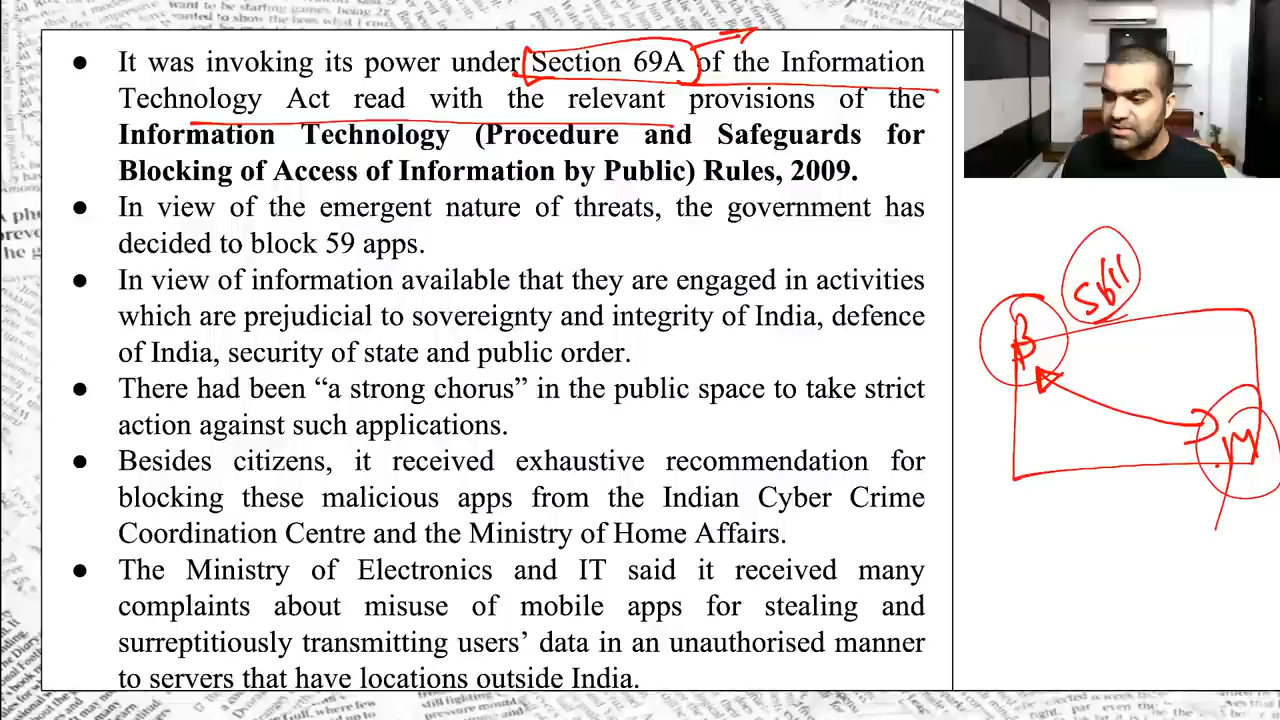 ● It was invoking its power under Section 69A of the Information
Technology Act read with the relevant provisions of the
Information Technology (Procedure and Safeguards for
Blocking of Access of Information by Public) Rules, 2009.
● In view of the emergent nature of threats, the government has
decided to block 59 apps.
● In view of information available that they are engaged in activities
which are prejudicial to sovereignty and integrity of India, defence
of India, security of state and public order.
● There had been “a strong chorus” in the public space to take strict
action against such applications.
● Besides citizens, it received exhaustive recommendation for
blocking these malicious apps from the Indian Cyber Crime
Coordination Centre and the Ministry of Home Affairs.
● The Ministry of Electronics and IT said it received many
complaints about misuse of mobile apps for stealing and
surreptitiously transmitting users’ data in an unauthorised manner
to servers that have locations outside India.
B
M